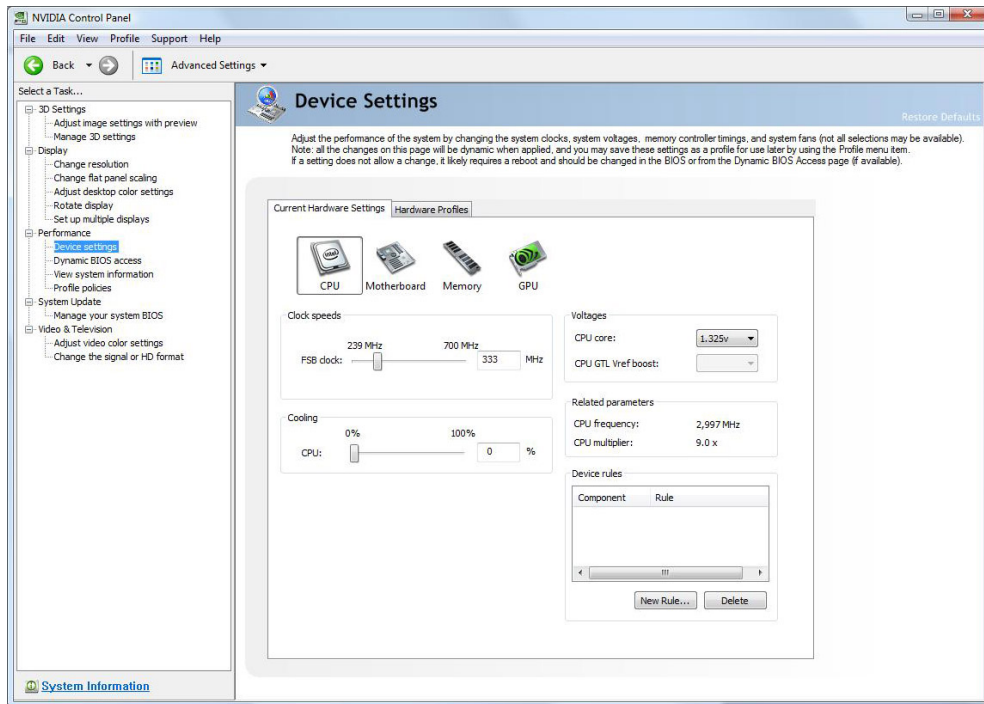 NVIDIA Control Panel
File Edit View Profile Support Help
Back Advanced Settings
Select a Task...
3D Settings
Adjust image settings with preview
Manage 3D settings
Display
Change resolution
Change flat panel scaling
Adjust desktop color settings
Rotate display
Set up multiple displays
Performance
Device settings
Dynamic BIOS access
View system information
Profile policies
System Update
Manage your system BIOS
Video & Television
Adjust video color settings
Change the signal or HD format
System Information
Device Settings
Restore Defaults
Adjust the performance of the system by changing the system clocks, system voltages, memory controller timings, and system fans (not all selections may be available).
Note: all the changes on this page will be dynamic when applied, and you may save these settings as a profile for use later by using the Profile menu item.
If a setting does not allow a change, it likely requires a reboot and should be changed in the BIOS or from the Dynamic BIOS Access page (if available).
Current Hardware Settings Hardware Profiles
intel
CPU Motherboard Memory GPU
Clock speeds
239 MHz 700 MHz
FSB clock: 333 MHz
Cooling
0% 100%
CPU: 0 %
Voltages
CPU core: 1.325v
CPU GTL Vref boost:
Related parameters
CPU frequency: 2,997 MHz
CPU multiplier: 9.0 x
Device rules
Component Rule
New Rule... Delete